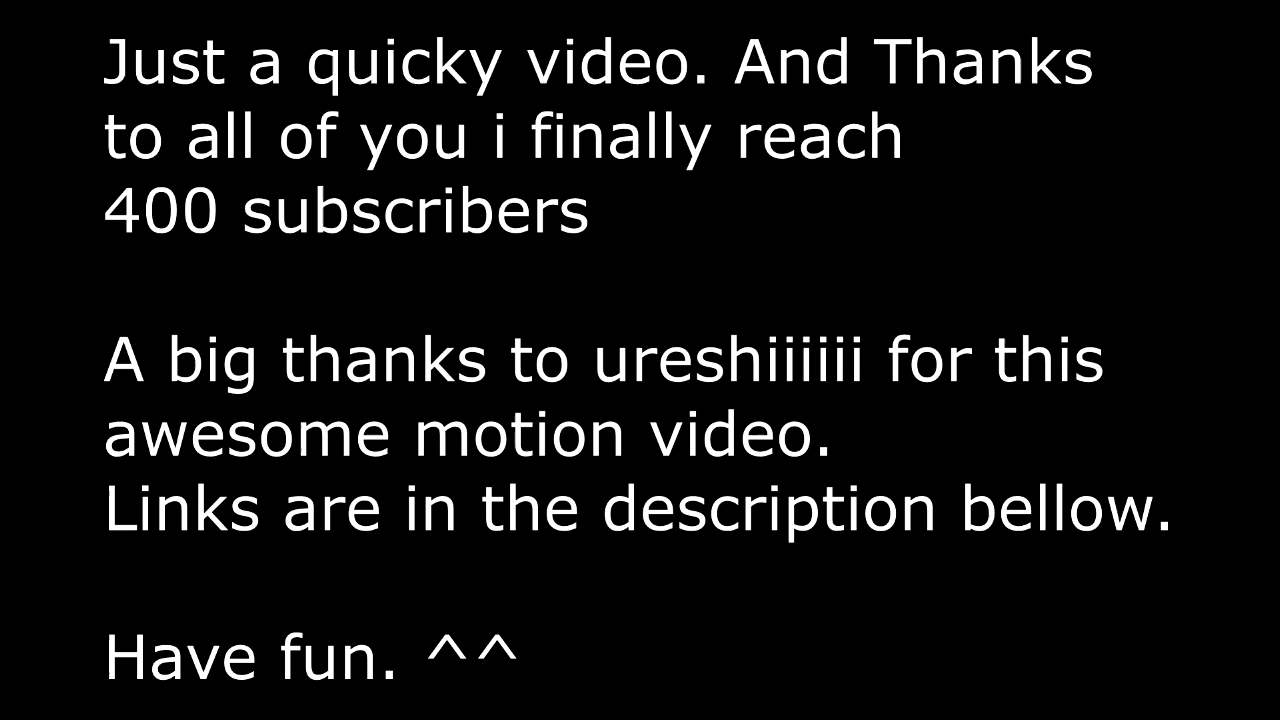 Just a quicky video. And Thanks
to all of you i finally reach
400 subscribers
A big thanks to ureshiiiiii for this
awesome motion video.
Links are in the description bellow.
Have fun. ^^